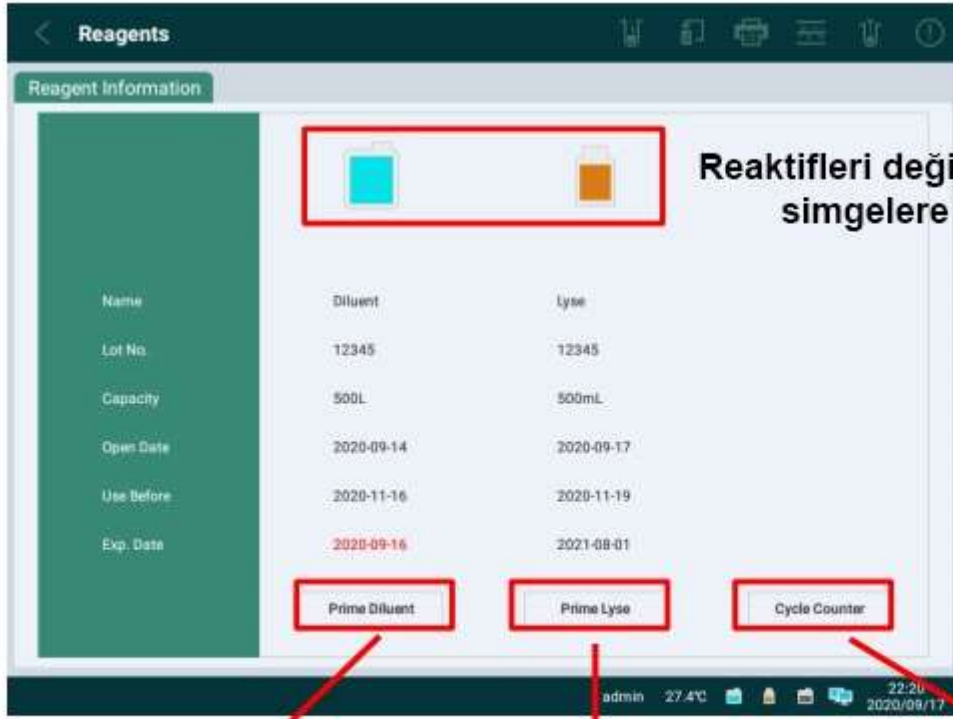 Reagents
Reagent Information
Reaktifleri deği
simgelere
Name Diluent Lyse
Lot No. 12345 12345
Capacity 500L 500mL
Open Date 2020-09-14 2020-09-17
Use Before 2020-11-16 2020-11-19
Exp. Date 2020-09-16 2021-08-01
Prime Diluent Prime Lyse Cycle Counter
admin 27.4°C 22:20
2020/09/17